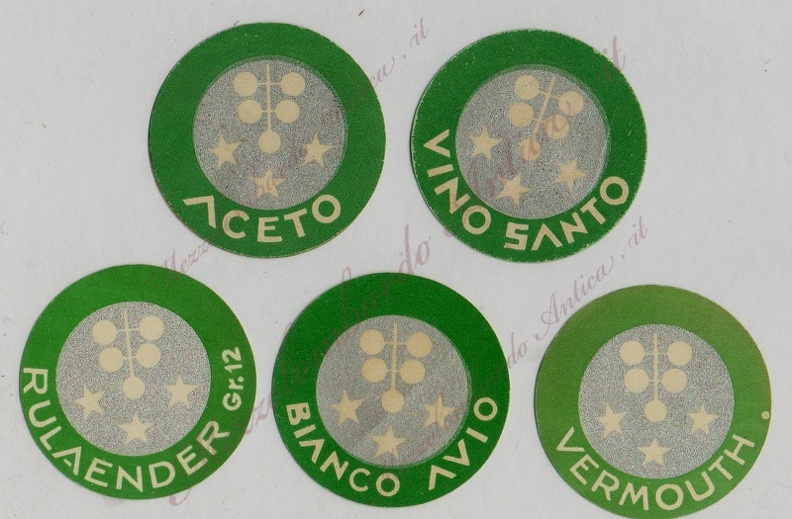 ACETO
VINO SANTO
RULAENDER Gr.12
BIANCO AVIO
VERMOUTH.